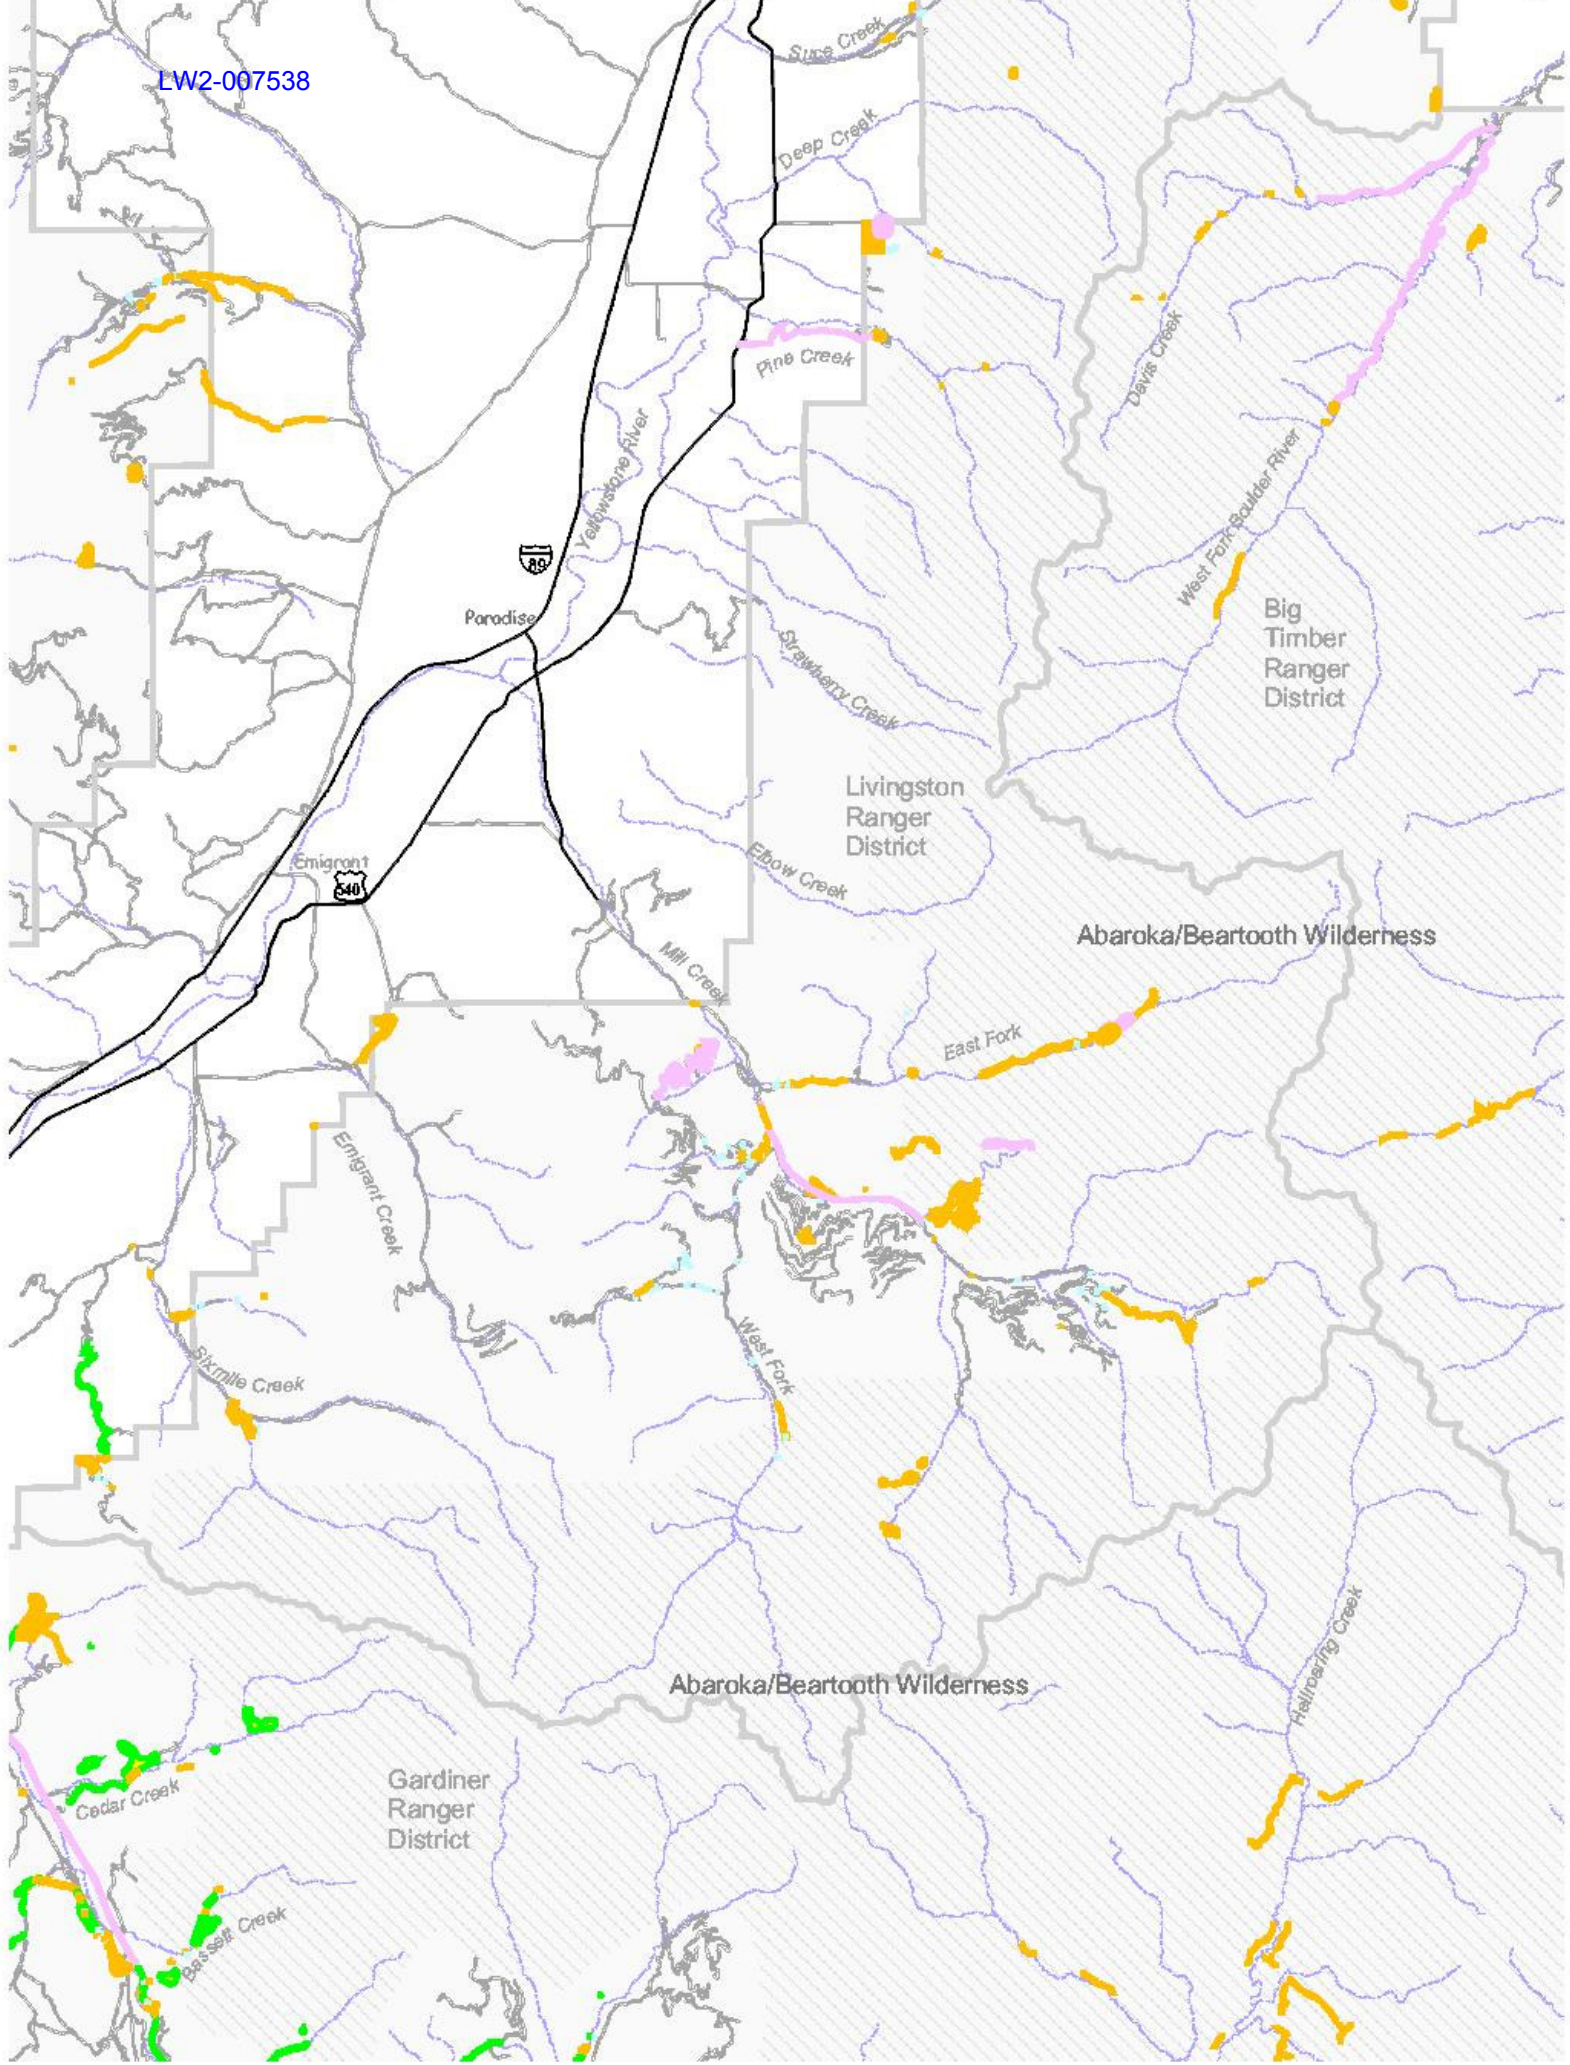 Suce Creek
LW2-007538
Deep Creek
Pine Creek
Davis Creek
Yellowstone River
West Fork Boulder River
89
Paradise
Big
Timber
Ranger
District
Strawberry Creek
Livingston
Ranger
District
Elbow Creek
Emigrant
540
Abaroka/Beartooth Wilderness
Mill Creek
East Fork
Emigrant Creek
West Fork
Sixmile Creek
Hellroaring Creek
Abaroka/Beartooth Wilderness
Gardiner
Ranger
District
Cedar Creek
Bassett Creek